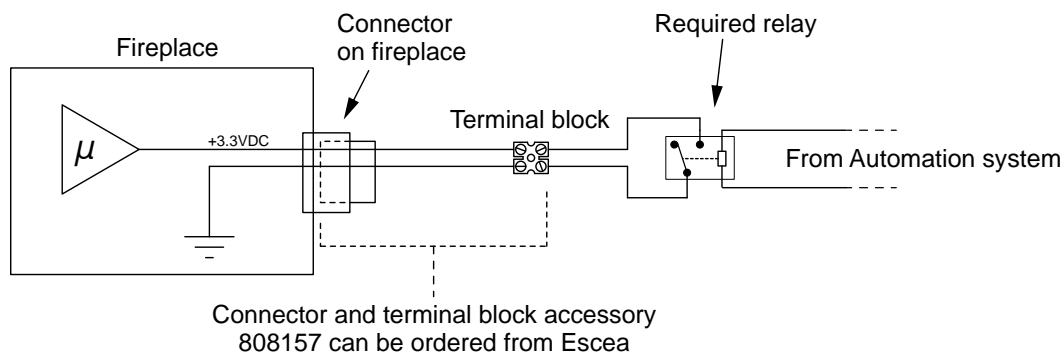 Connector
on fireplace
Required relay
Fireplace
+3.3VDC
μ
Terminal block
From Automation system
Connector and terminal block accessory
808157 can be ordered from Escea